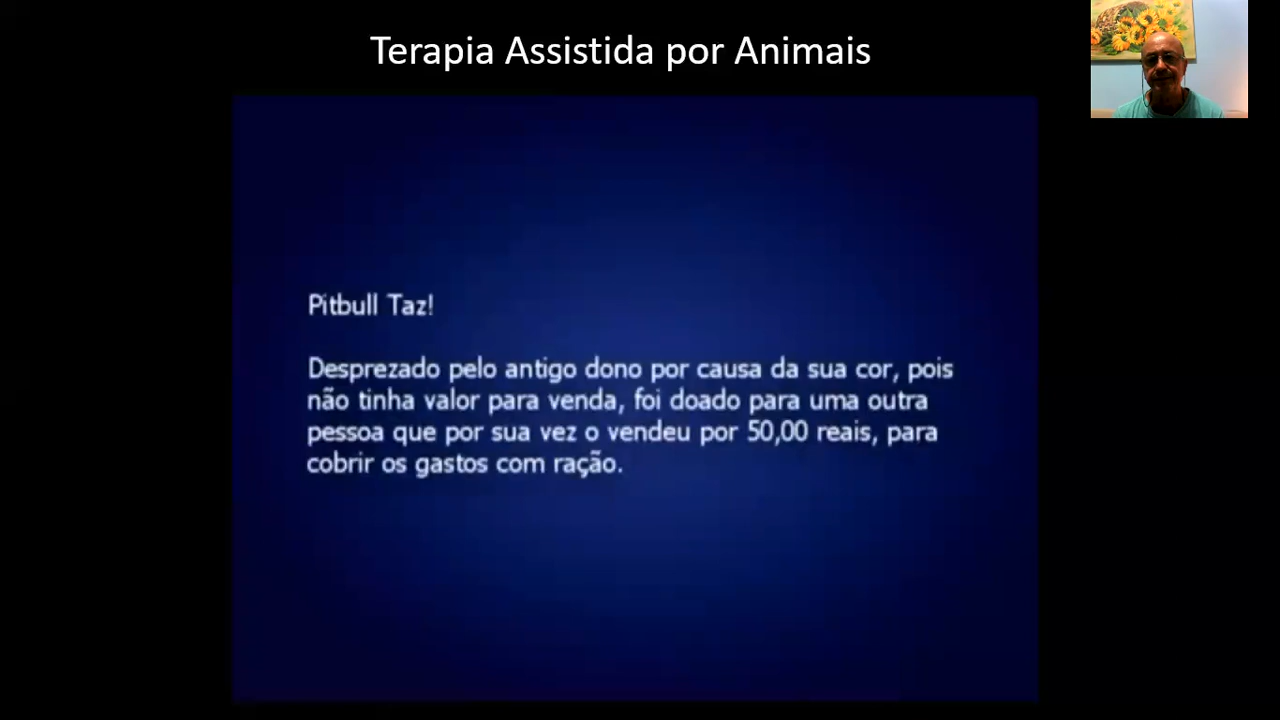 Terapia Assistida por Animais
Pitbull Taz!
Desprezado pelo antigo dono por causa da sua cor, pois
não tinha valor para venda, foi doado para uma outra
pessoa que por sua vez o vendeu por 50,00 reais, para
cobrir os gastos com ração.